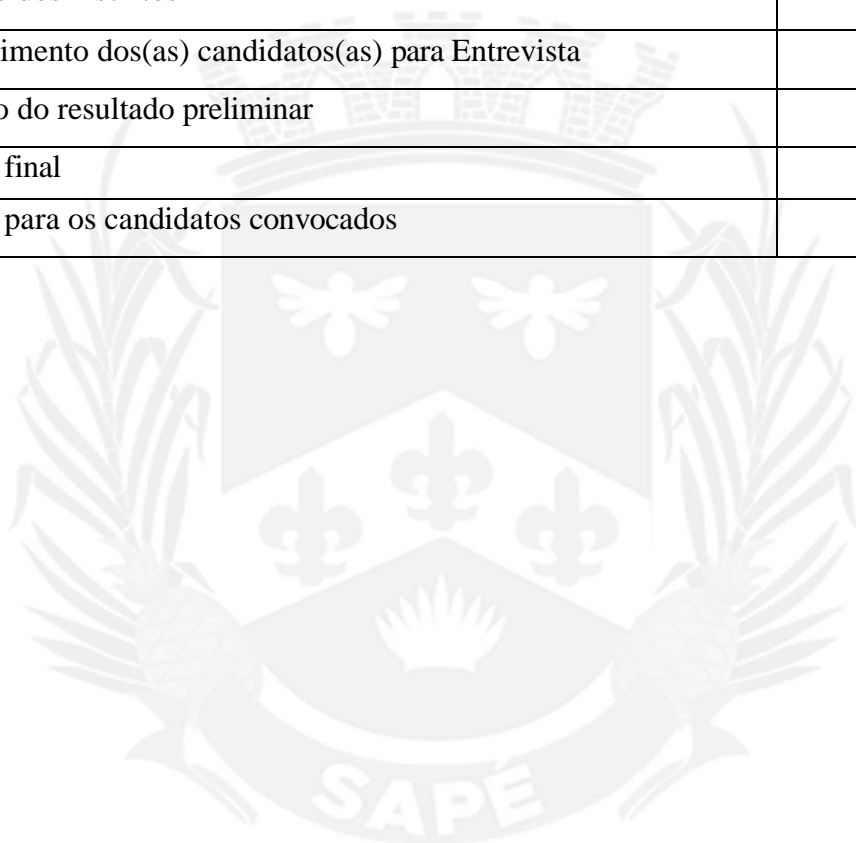 imento dos(as) candidatos(as) para Entrevista
o do resultado preliminar
final
para os candidatos convocados
SAPÉ